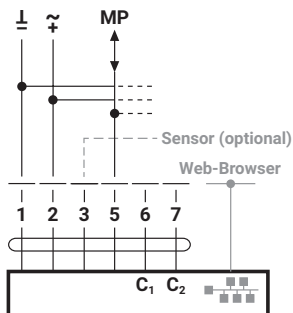 ⊥ ~ MP
− +
Sensor (optional)
Web-Browser
1 2 3 5 6 7
C₁ C₂